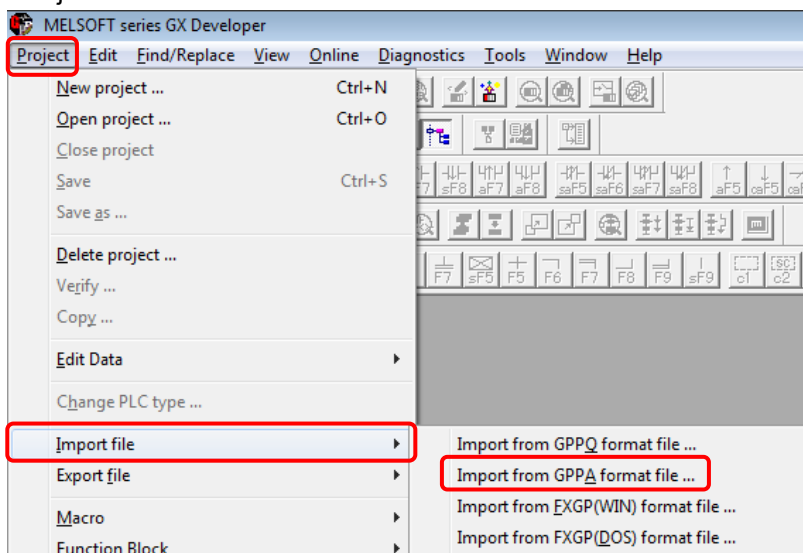 MELSOFT series GX Developer
Project Edit Find/Replace View Online Diagnostics Tools Window Help
New project ... Ctrl+N
Open project ... Ctrl+O
Close project
Save Ctrl+S
Save as ...
Delete project ...
Verify ...
Copy ...
Edit Data
Change PLC type ...
Import file
Export file
Macro
Function Block
F7 sF8 aF7 aF8 saF5 saF6 saF7 saF8 aF5 caF5
F7 sF5 F5 F6 F7 F8 F9 sF9 c1 c2
Import from GPPQ format file ...
Import from GPPA format file ...
Import from FXGP(WIN) format file ...
Import from FXGP(DOS) format file ...